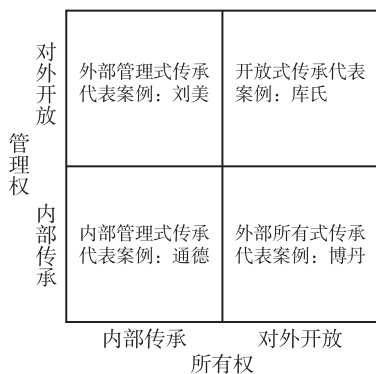 对外开放
管理权
内部传承
外部管理式传承
代表案例：刘美
开放式传承代表
案例：库氏
内部管理式传承
代表案例：通德
外部所有式传承
代表案例：博丹
内部传承
对外开放
所有权